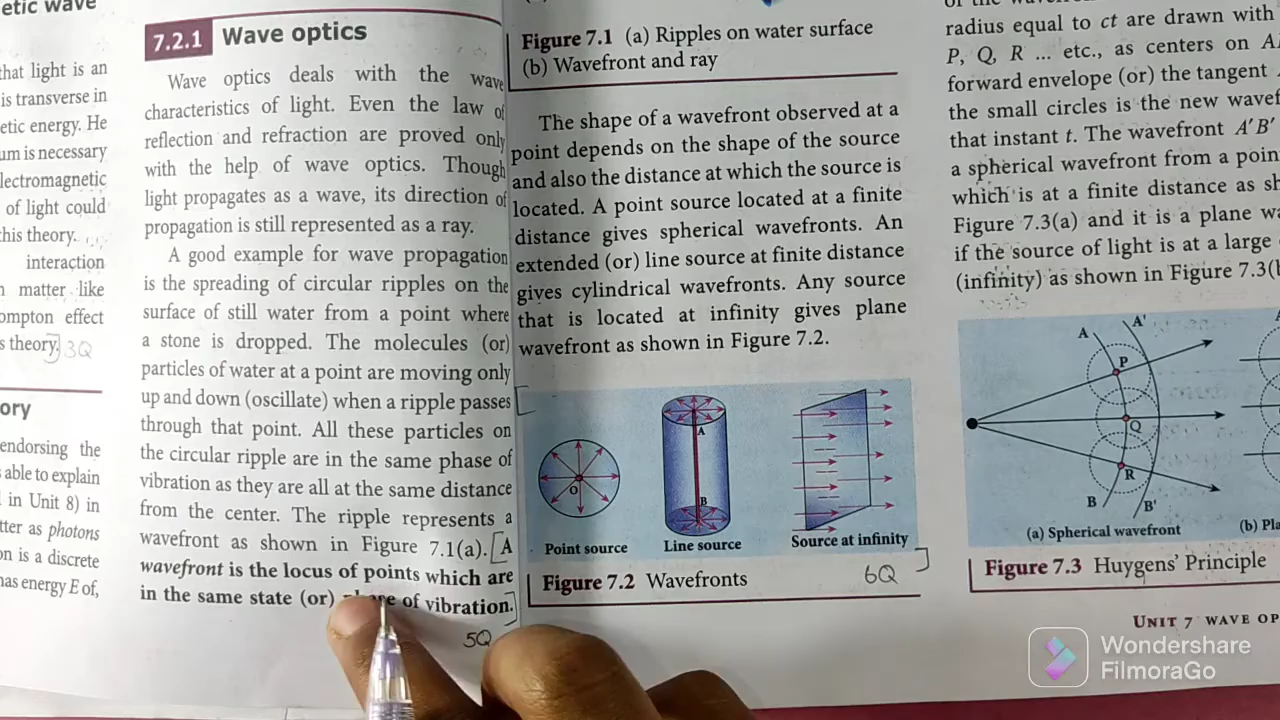 etic wave
that light is an
is transverse in
etic energy. He
um is necessary
lectromagnetic
of light could
this theory.
interaction
matter like
ompton effect
s theory. 3Q
ory
endorsing the
able to explain
in Unit 8) in
tter as photons
on is a discrete
has energy E of,
7.2.1 Wave optics
Wave optics deals with the wave
characteristics of light. Even the law of
reflection and refraction are proved only
with the help of wave optics. Though
light propagates as a wave, its direction of
propagation is still represented as a ray.
A good example for wave propagation
is the spreading of circular ripples on the
surface of still water from a point where
a stone is dropped. The molecules (or)
particles of water at a point are moving only
up and down (oscillate) when a ripple passes
through that point. All these particles on
the circular ripple are in the same phase of
vibration as they are all at the same distance
from the center. The ripple represents a
wavefront as shown in Figure 7.1(a). [A
wavefront is the locus of points which are
in the same state (or) of vibration.]
5Q
Figure 7.1 (a) Ripples on water surface
(b) Wavefront and ray
The shape of a wavefront observed at a
point depends on the shape of the source
and also the distance at which the source is
located. A point source located at a finite
distance gives spherical wavefronts. An
extended (or) line source at finite distance
gives cylindrical wavefronts. Any source
that is located at infinity gives plane
wavefront as shown in Figure 7.2.
O
A
B
Point source Line source Source at infinity
Figure 7.2 Wavefronts 6Q
radius equal to ct are drawn with
P, Q, R ... etc., as centers on
forward envelope (or) the tangent
the small circles is the new
that instant t. The wavefront A'B'
a spherical wavefront from a
which is at a finite distance as
Figure 7.3(a) and it is a plane
if the source of light is at a large
(infinity) as shown in Figure
A A'
P
Q
R
B B'
(a) Spherical wavefront (b)
Figure 7.3 Huygens' Principle
UNIT 7 WAVE
Wondershare
FilmoraGo